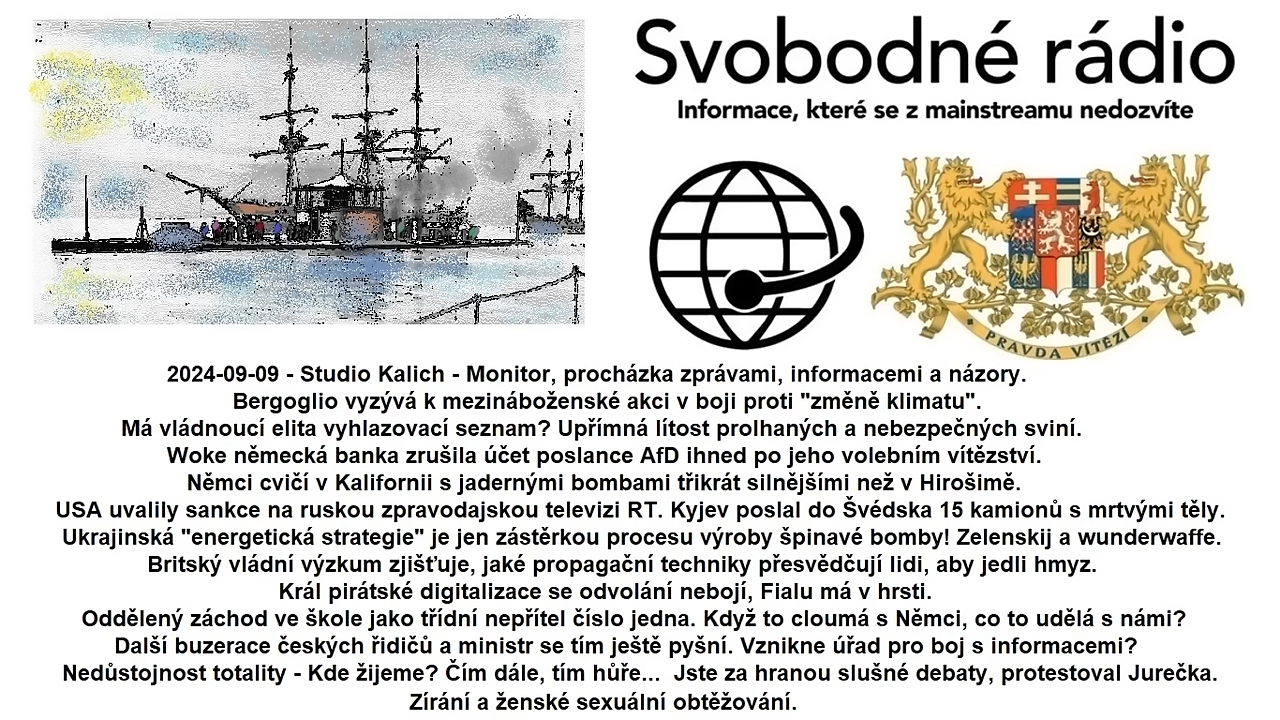 Svobodné rádio
Informace, které se z mainstreamu nedozvíte
PRAVDA VÍTĚZÍ
2024-09-09 - Studio Kalich - Monitor, procházka zprávami, informacemi a názory.
Bergoglio vyzývá k mezináboženské akci v boji proti "změně klimatu".
Má vládnoucí elita vyhlazovací seznam? Upřímná lítost prolhaných a nebezpečných sviní.
Woke německá banka zrušila účet poslance AfD ihned po jeho volebním vítězství.
Němci cvičí v Kalifornii s jadernými bombami třikrát silnějšími než v Hirošimě.
USA uvalily sankce na ruskou zpravodajskou televizi RT. Kyjev poslal do Švédska 15 kamionů s mrtvými těly.
Ukrajinská "energetická strategie" je jen zástěrkou procesu výroby špinavé bomby! Zelenskij a wunderwaffe.
Britský vládní výzkum zjišťuje, jaké propagační techniky přesvědčují lidi, aby jedli hmyz.
Král pirátské digitalizace se odvolání nebojí, Fialu má v hrsti.
Oddělený záchod ve škole jako třídní nepřítel číslo jedna. Když to cloumá s Němci, co to udělá s námi?
Další buzerace českých řidičů a ministr se tím ještě pyšní. Vznikne úřad pro boj s informacemi?
Nedůstojnost totality - Kde žijeme? Čím dále, tím hůře... Jste za hranou slušné debaty, protestoval Jurečka.
Zírání a ženské sexuální obtěžování.